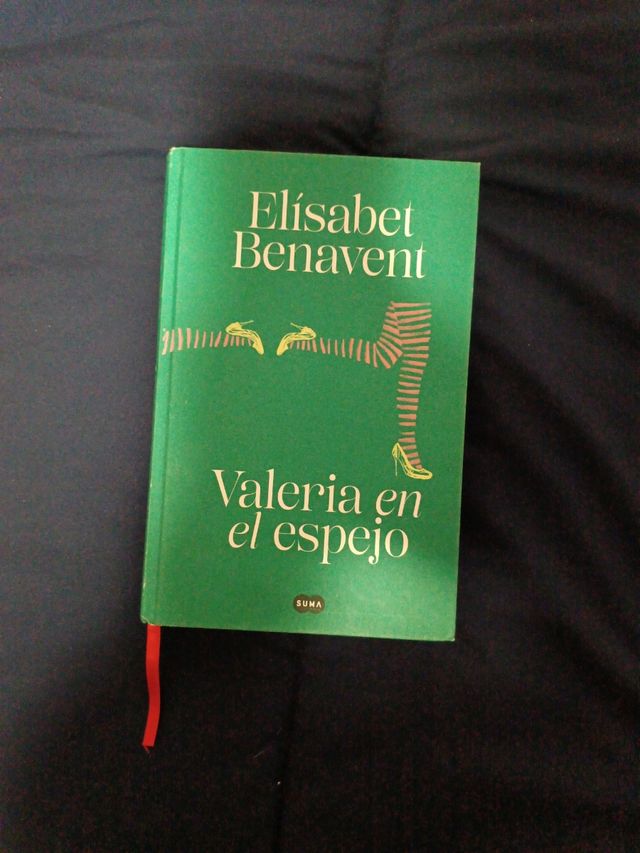 Elísabet
Benavent
Valeria en
el espejo
SUMA